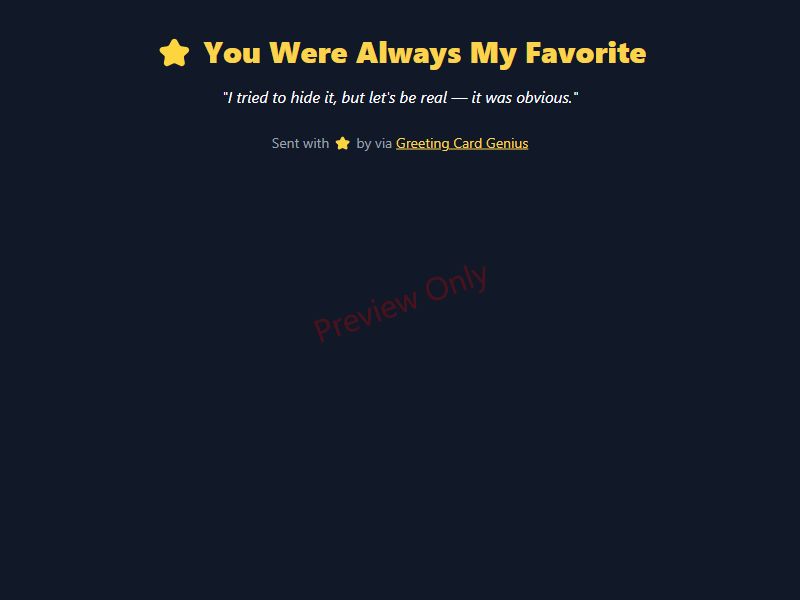 ⭐ You Were Always My Favorite
"I tried to hide it, but let's be real — it was obvious."
Sent with ⭐ by via Greeting Card Genius
Preview Only